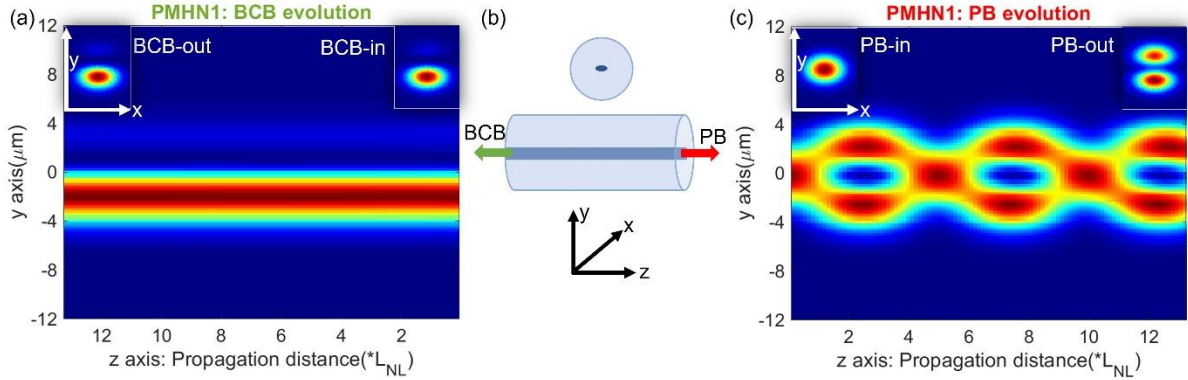 (a)
PMHN1: BCB evolution
12
8
4
0
-4
-8
-12
y axis(μm)
y
x
BCB-out
BCB-in
12
10
8
6
4
2
z axis: Propagation distance(*L_NL)
(b)
BCB
PB
y
x
z
(c)
PMHN1: PB evolution
12
8
4
0
-4
-8
-12
y axis(μm)
y
x
PB-in
PB-out
2
4
6
8
10
12
z axis: Propagation distance(*L_NL)